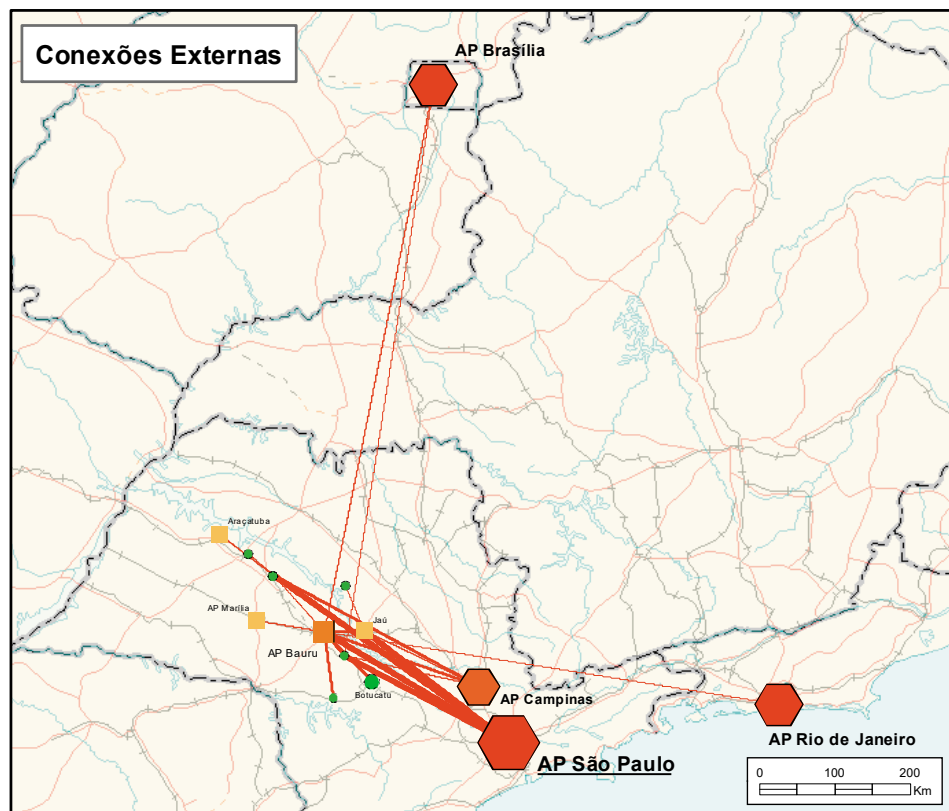 Conexões Externas
AP Brasília
Araçatuba
AP Marília
Jaú
AP Bauru
Botucatu
AP Campinas
AP São Paulo
AP Rio de Janeiro
0 100 200
Km